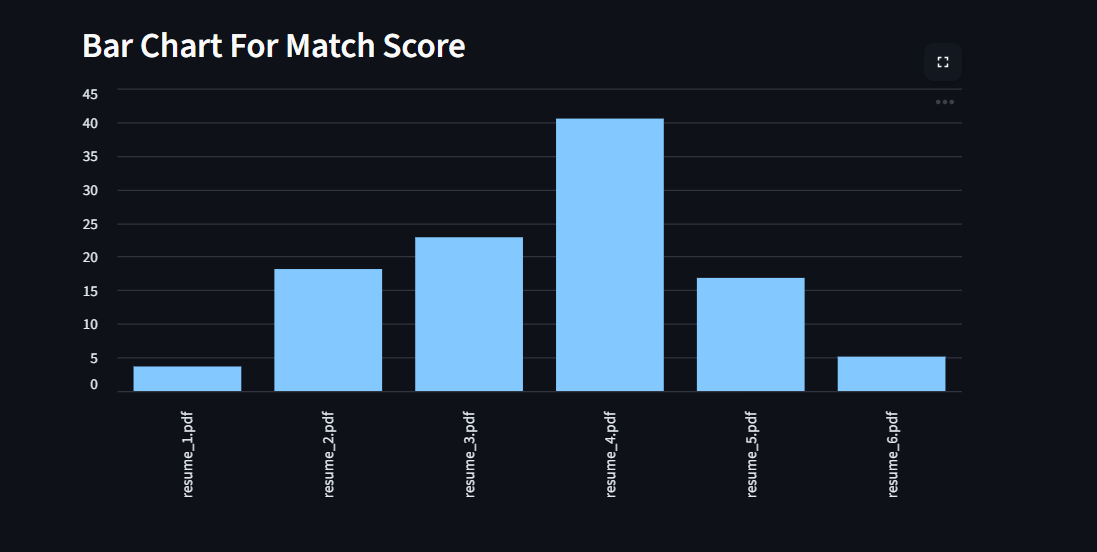 Bar Chart For Match Score
45
40
35
30
25
20
15
10
5
0
resume_1.pdf
resume_2.pdf
resume_3.pdf
resume_4.pdf
resume_5.pdf
resume_6.pdf